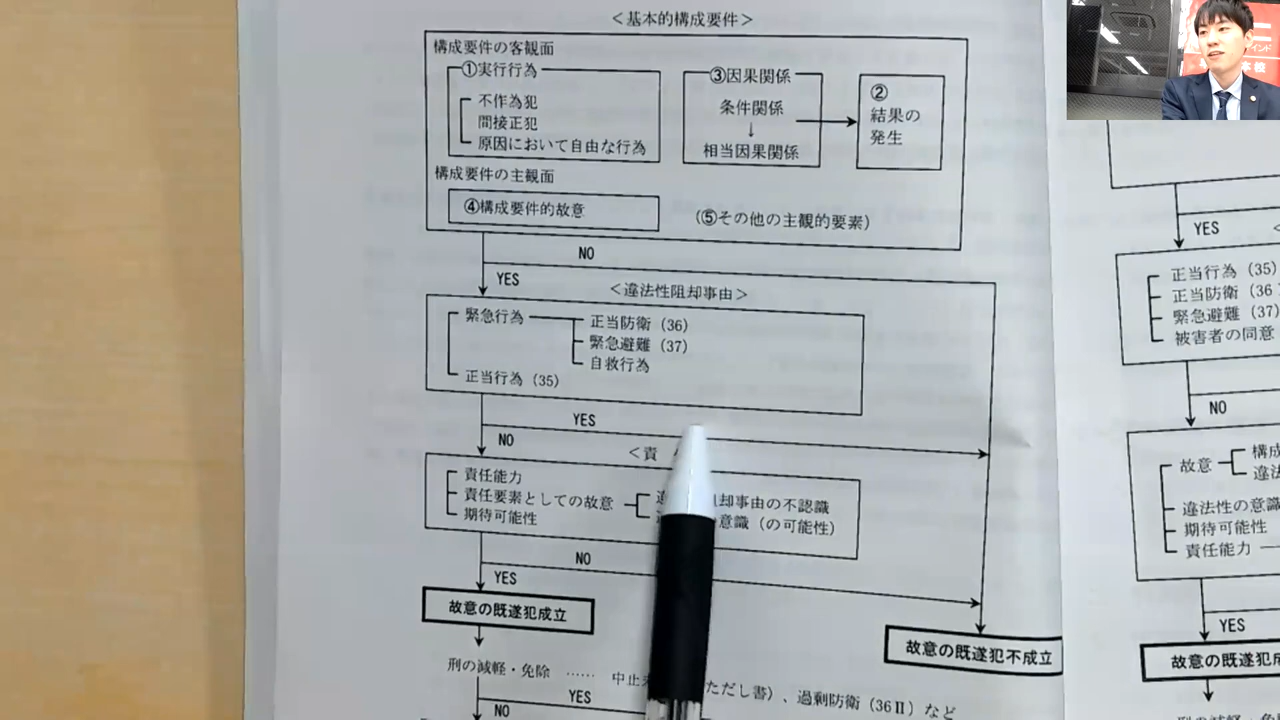 ＜基本的構成要件＞
構成要件の客観面
①実行行為
不作為犯
間接正犯
原因において自由な行為
③因果関係
条件関係
↓
相当因果関係
②
結果の
発生
構成要件の主観面
④構成要件的故意
(⑤その他の主観的要素)
NO
YES
＜違法性阻却事由＞
緊急行為
正当防衛（36）
緊急避難（37）
自救行為
正当行為（35）
YES
NO
＜責
責任能力
責任要素としての故意
却事由の不認識
意識（の可能性）
期待可能性
NO
YES
故意の既遂犯成立
故意の既遂犯不成立
刑の減軽・免除 …… 中止
ただし書）、過剰防衛（36Ⅱ）など
YES
NO
YES
正当行為（35）
正当防衛（36
緊急避難（37）
被害者の同意
NO
故意
構成
違法
違法性の意識
期待可能性
責任能力
YES
故意の既遂犯
本校